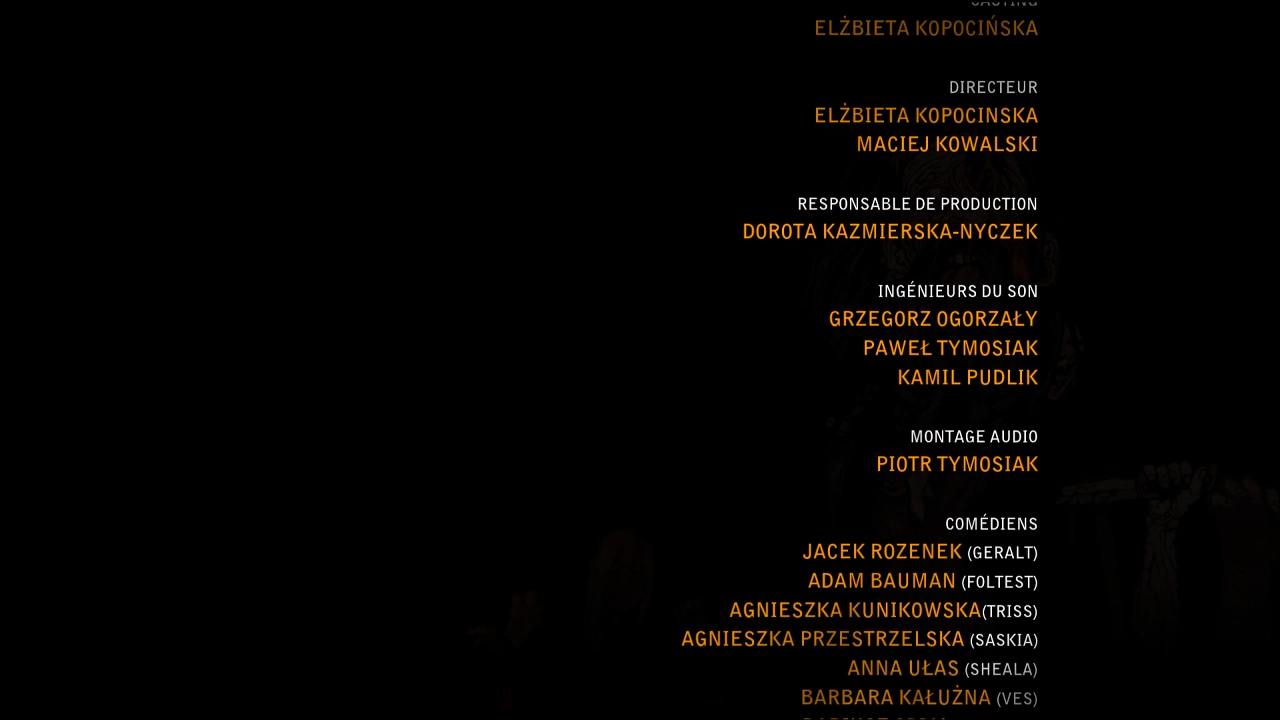 CASTING
ELŻBIETA KOPOCIŃSKA
DIRECTEUR
ELŻBIETA KOPOCINSKA
MACIEJ KOWALSKI
RESPONSABLE DE PRODUCTION
DOROTA KAZMIERSKA-NYCZEK
INGÉNIEURS DU SON
GRZEGORZ OGORZAŁY
PAWEŁ TYMOSIAK
KAMIL PUDLIK
MONTAGE AUDIO
PIOTR TYMOSIAK
COMÉDIENS
JACEK ROZENEK (GERALT)
ADAM BAUMAN (FOLTEST)
AGNIESZKA KUNIKOWSKA(TRISS)
AGNIESZKA PRZESTRZELSKA (SASKIA)
ANNA UŁAS (SHEALA)
BARBARA KAŁUŻNA (VES)